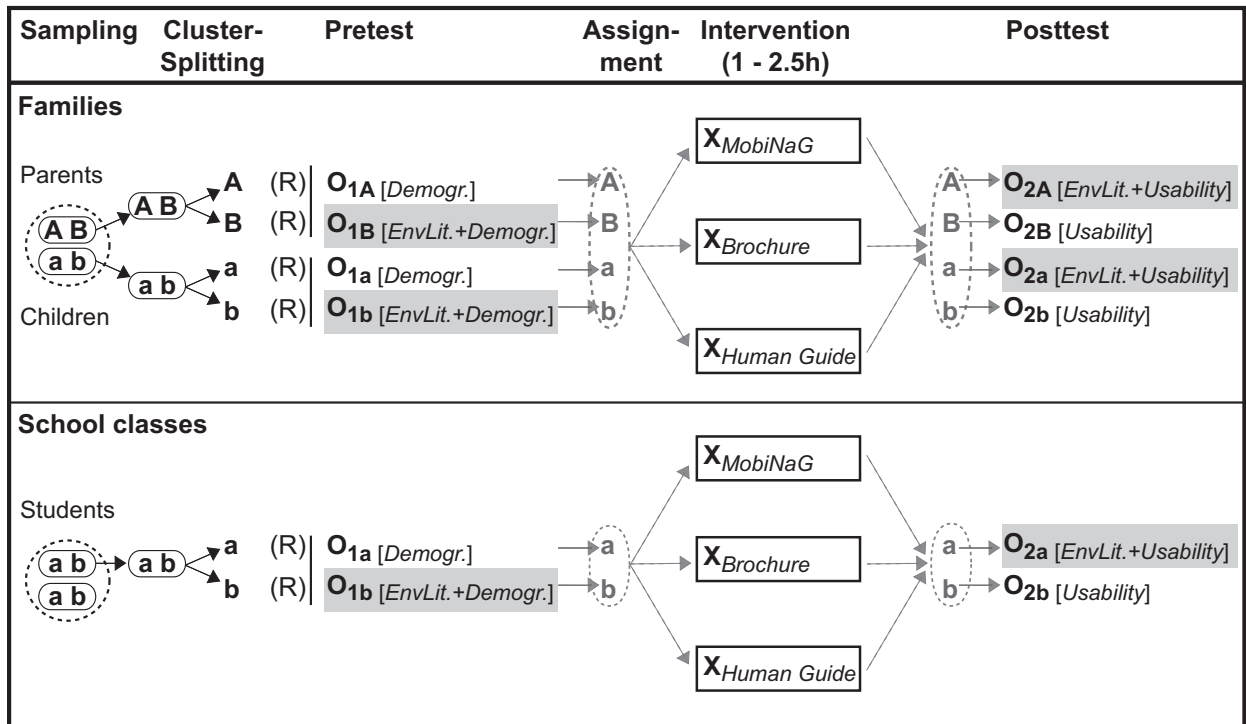 Sampling Cluster- Pretest Assign- Intervention Posttest
Splitting ment (1 - 2.5h)
Families
XMobiNaG
Parents
A (R) O1A [Demogr.] A A O2A [EnvLit.+Usability]
A B
A B B (R) O1B [EnvLit.+Demogr.] B XBrochure B O2B [Usability]
a b a (R) O1a [Demogr.] a a O2a [EnvLit.+Usability]
a b
Children b (R) O1b [EnvLit.+Demogr.] b b O2b [Usability]
XHuman Guide
School classes
XMobiNaG
Students
a (R) O1a [Demogr.] a a O2a [EnvLit.+Usability]
a b a b XBrochure
a b b (R) O1b [EnvLit.+Demogr.] b b O2b [Usability]
XHuman Guide